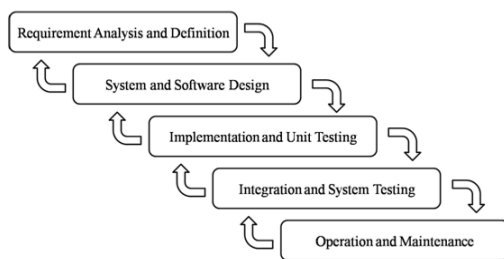 Requirement Analysis and Definition
System and Software Design
Implementation and Unit Testing
Integration and System Testing
Operation and Maintenance